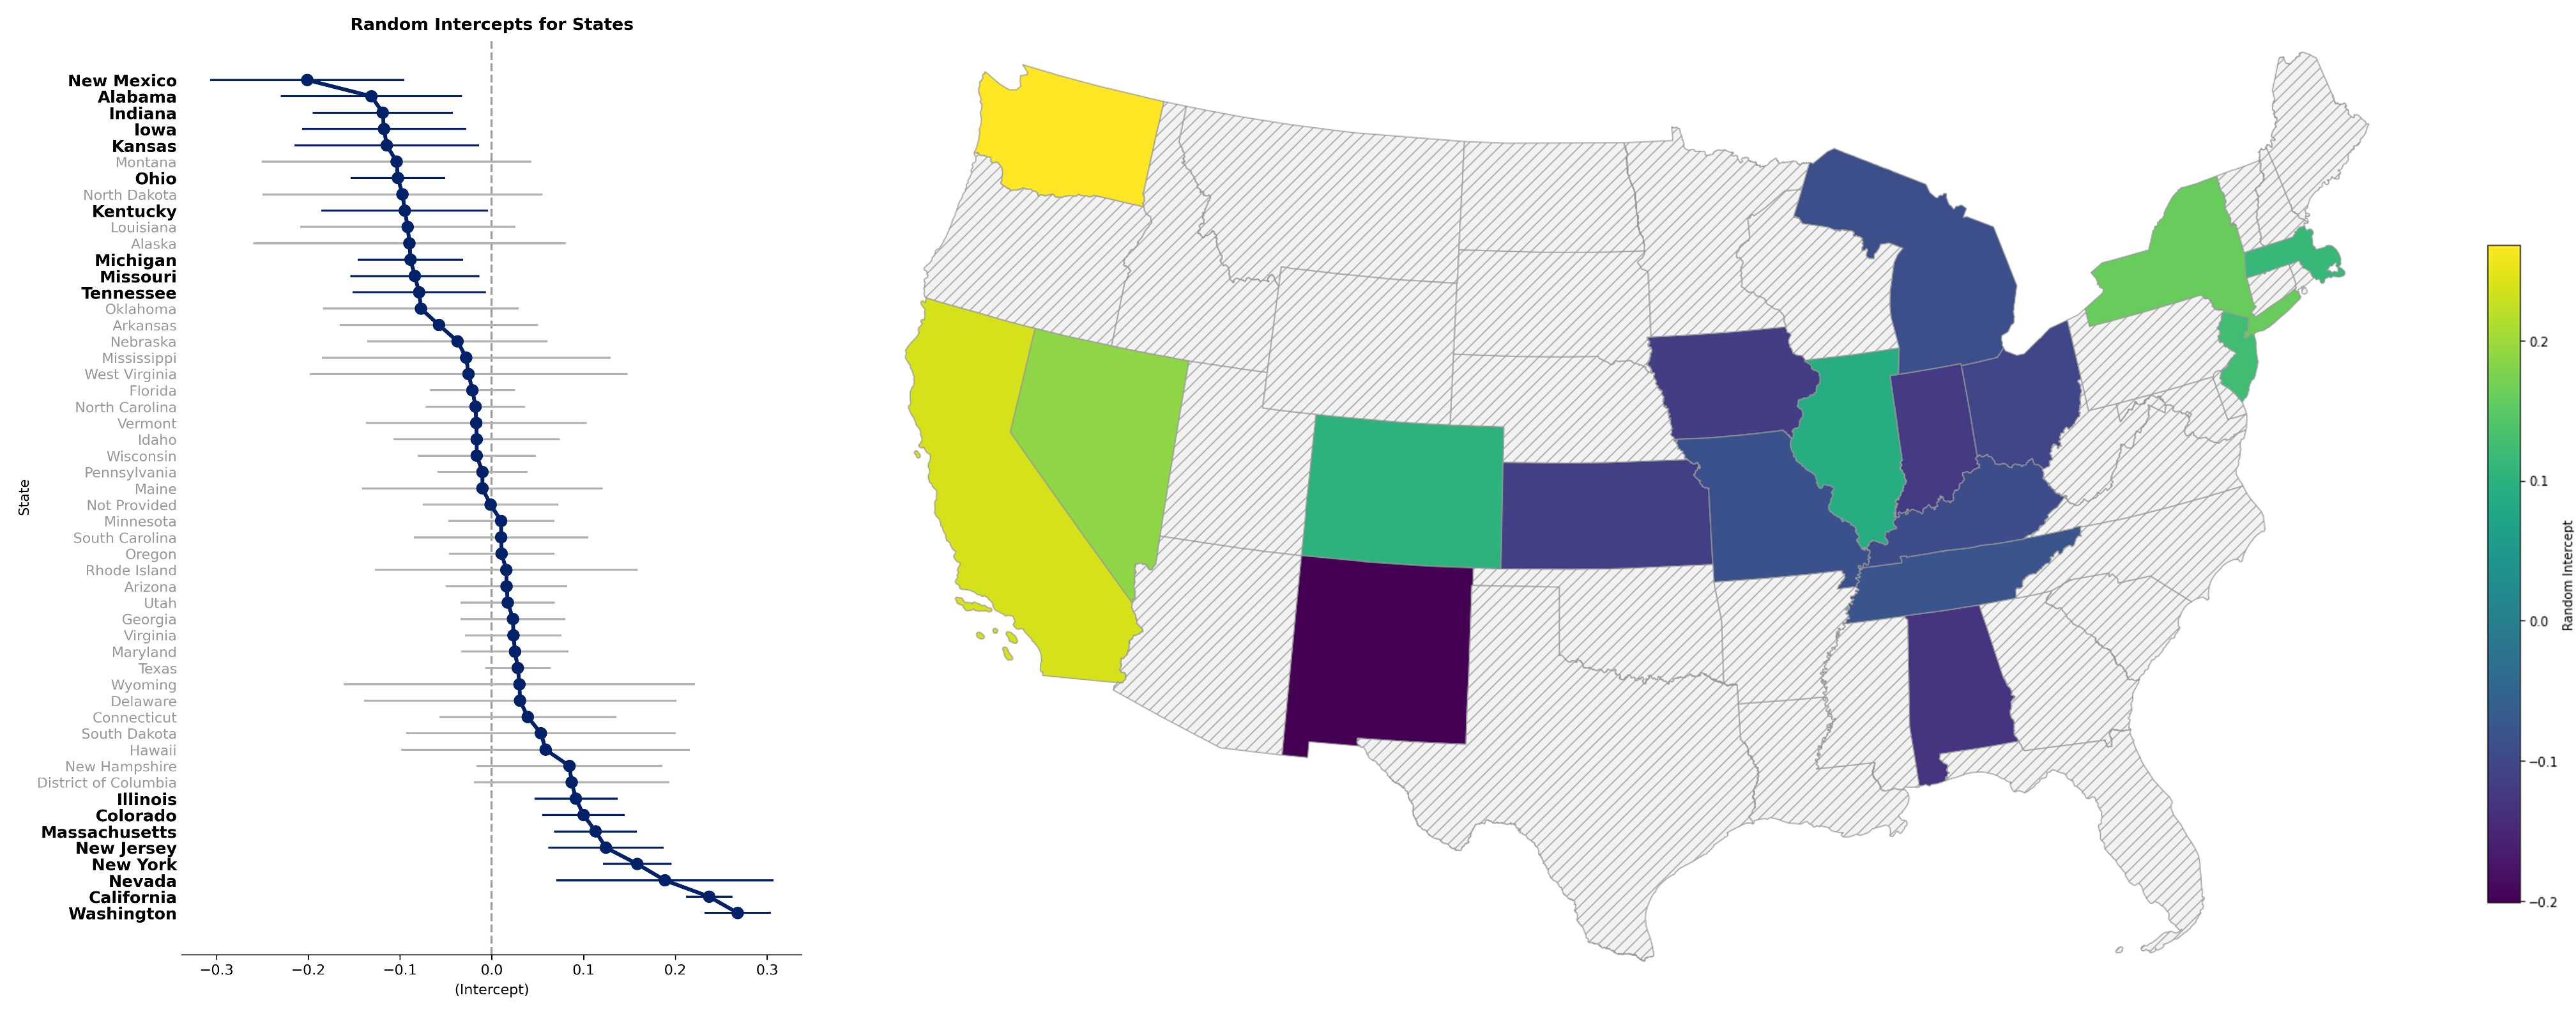 Random Intercepts for States
State
New Mexico
Alabama
Indiana
Iowa
Kansas
Montana
Ohio
North Dakota
Kentucky
Louisiana
Alaska
Michigan
Missouri
Tennessee
Oklahoma
Arkansas
Nebraska
Mississippi
West Virginia
Florida
North Carolina
Vermont
Idaho
Wisconsin
Pennsylvania
Maine
Not Provided
Minnesota
South Carolina
Oregon
Rhode Island
Arizona
Utah
Georgia
Virginia
Maryland
Texas
Wyoming
Delaware
Connecticut
South Dakota
Hawaii
New Hampshire
District of Columbia
Illinois
Colorado
Massachusetts
New Jersey
New York
Nevada
California
Washington
−0.3 −0.2 −0.1 0.0 0.1 0.2 0.3
(Intercept)
0.2
0.1
0.0
−0.1
−0.2
Random Intercept